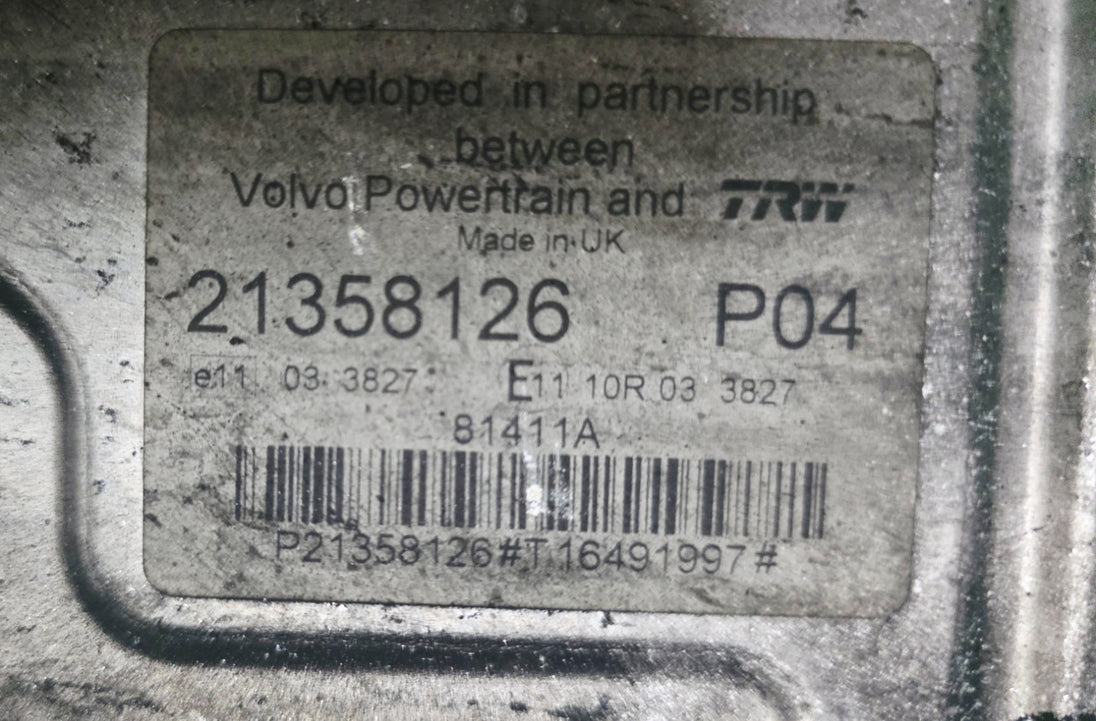 Developed in partnership
between
Volvo Powertrain and TRW
Made in UK
21358126 P04
e11 03 3827 E11 10R 03 3827
81411A
P21358126#T16491997#